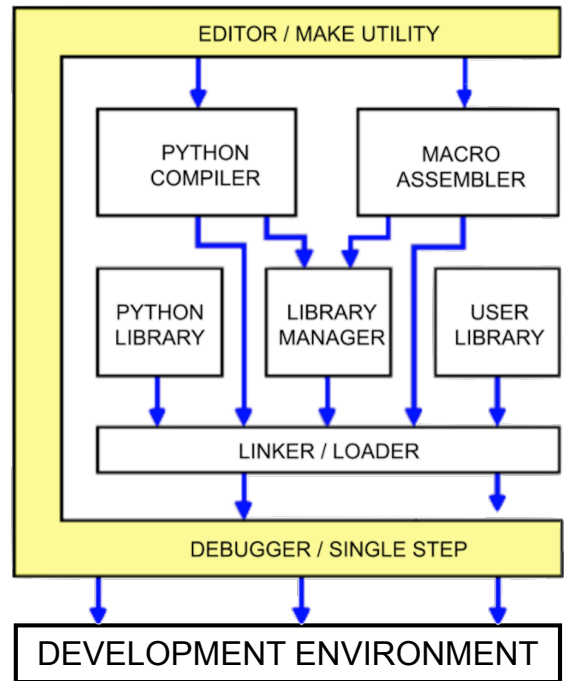 EDITOR / MAKE UTILITY
PYTHON
COMPILER
MACRO
ASSEMBLER
PYTHON
LIBRARY
LIBRARY
MANAGER
USER
LIBRARY
LINKER / LOADER
DEBUGGER / SINGLE STEP
DEVELOPMENT ENVIRONMENT